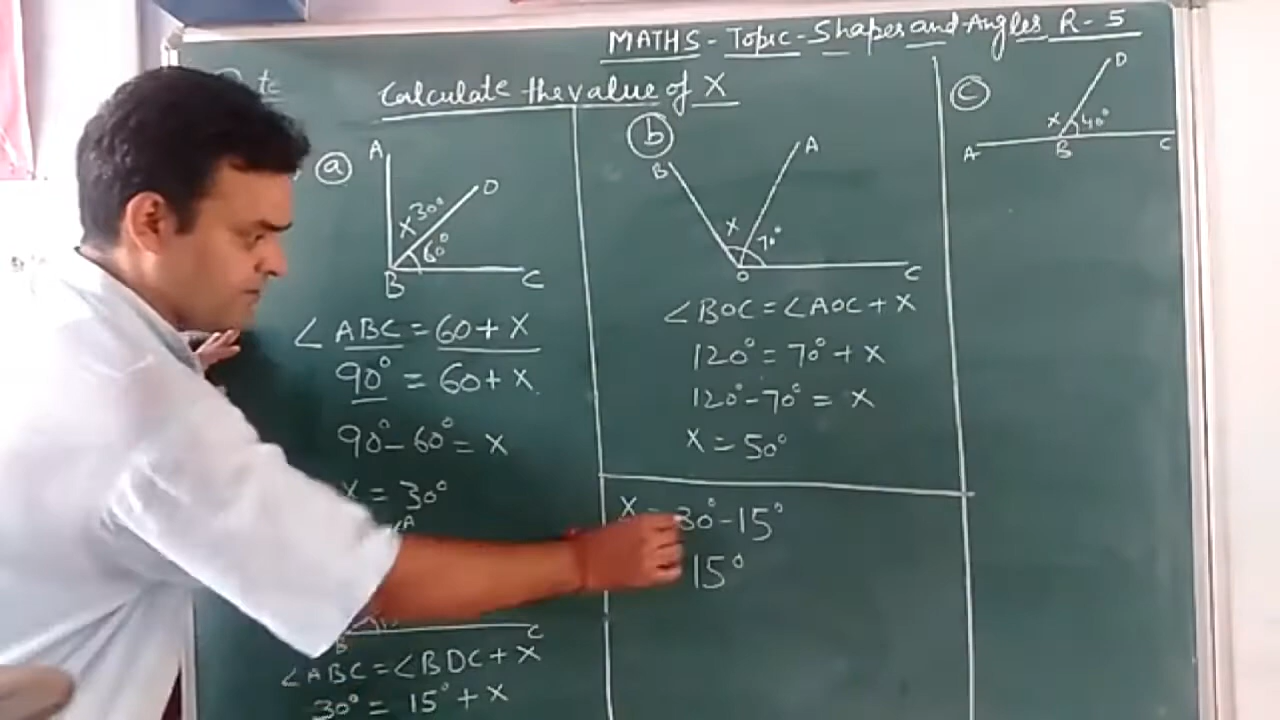 MATHS - Topic - Shapes and Angles R - 5
Calculate the value of X
a
A
D
X 30°
60°
B
C
∠ ABC = 60 + X
90° = 60 + X
90° - 60° = X
X = 30°
A
B
C
∠ABC = ∠BDC + X
30° = 15° + X
b
B
A
X
70°
O
C
∠BOC = ∠AOC + X
120° = 70° + X
120° - 70° = X
X = 50°
X = 30° - 15°
15°
c
D
X 40°
A
B
C